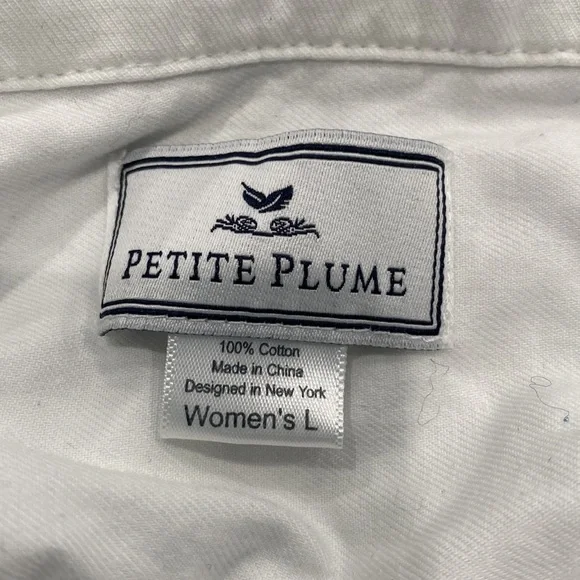 PETITE PLUME
100% Cotton
Made in China
Designed in New York
Women's L